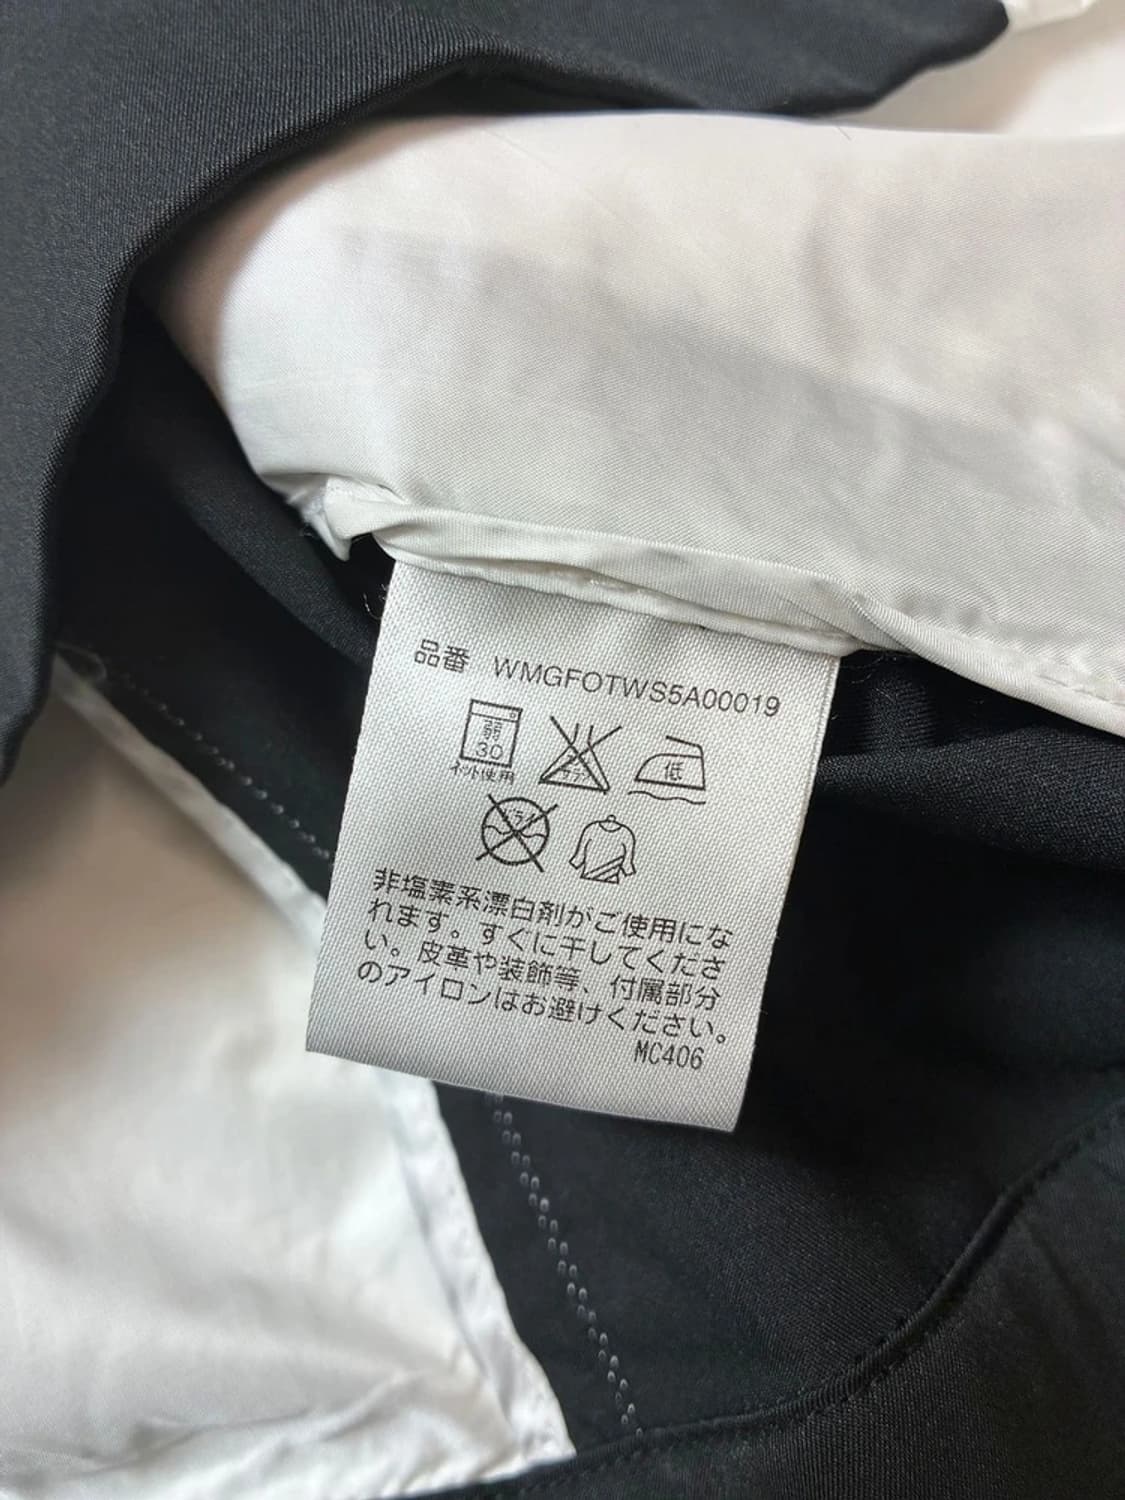 品番 WMGFOTWS5A00019
弱
30
ネット使用
低
非塩素系漂白剤がご使用にな
れます。すぐに干してくださ
い。皮革や装飾等、付属部分
のアイロンはお避けください。
MC406